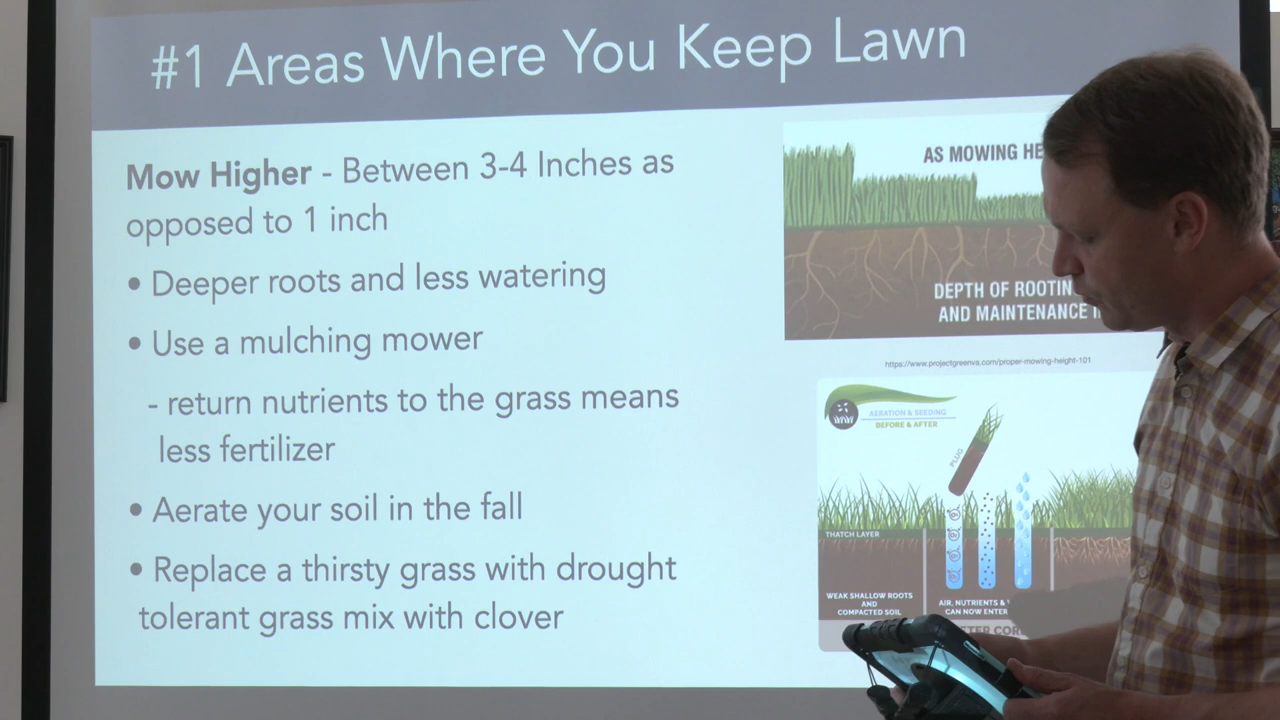 #1 Areas Where You Keep Lawn
Mow Higher - Between 3-4 Inches as
opposed to 1 inch
• Deeper roots and less watering
• Use a mulching mower
- return nutrients to the grass means
less fertilizer
• Aerate your soil in the fall
• Replace a thirsty grass with drought
tolerant grass mix with clover
AS MOWING
DEPTH OF ROOTING
AND MAINTENANCE
https://www.projectgreenva.com/proper-mowing-height-101
AERATION & SEEDING
BEFORE & AFTER
PLUG
THATCH LAYER
WEAK SHALLOW ROOTS
AND
COMPACTED SOIL
AIR, NUTRIENTS &
CAN NOW ENTER